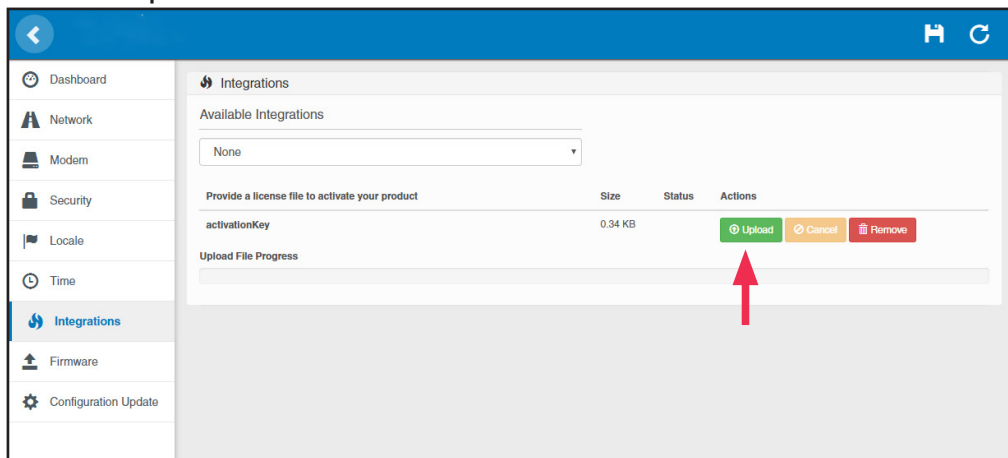 Dashboard
Network
Modem
Security
Locale
Time
Integrations
Firmware
Configuration Update
Integrations
Available Integrations
None
Provide a license file to activate your product Size Status Actions
activationKey 0.34 KB Upload Cancel Remove
Upload File Progress